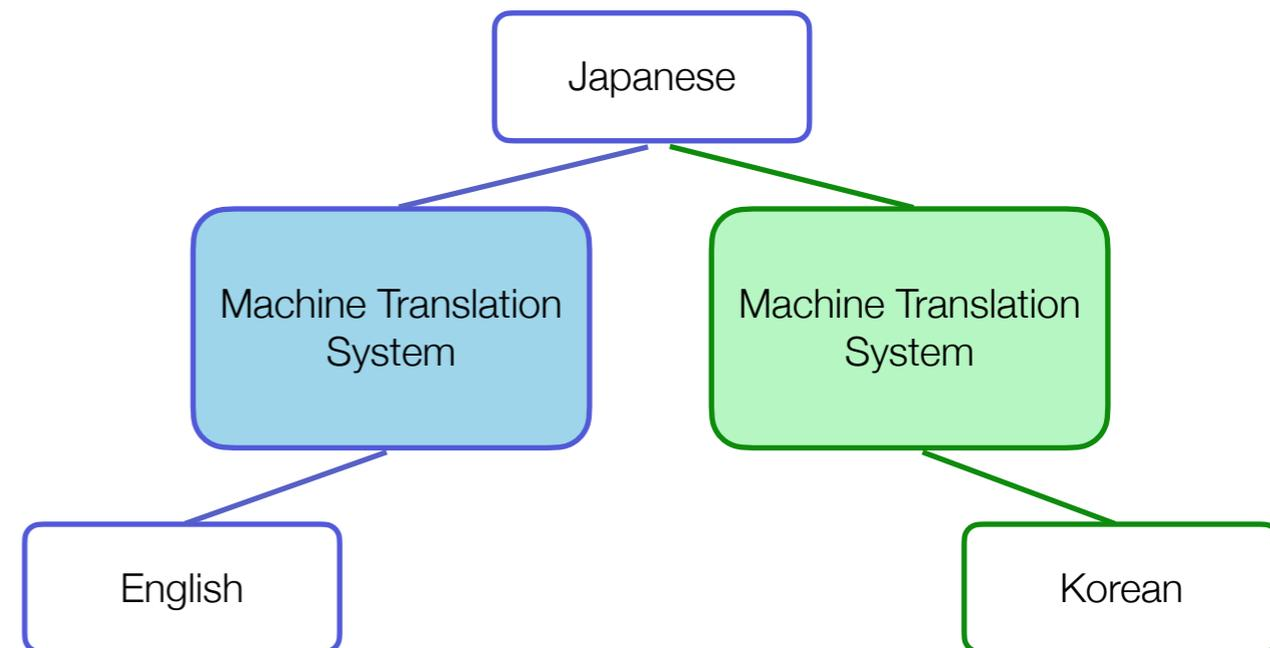 Japanese
Machine Translation
System
Machine Translation
System
English
Korean